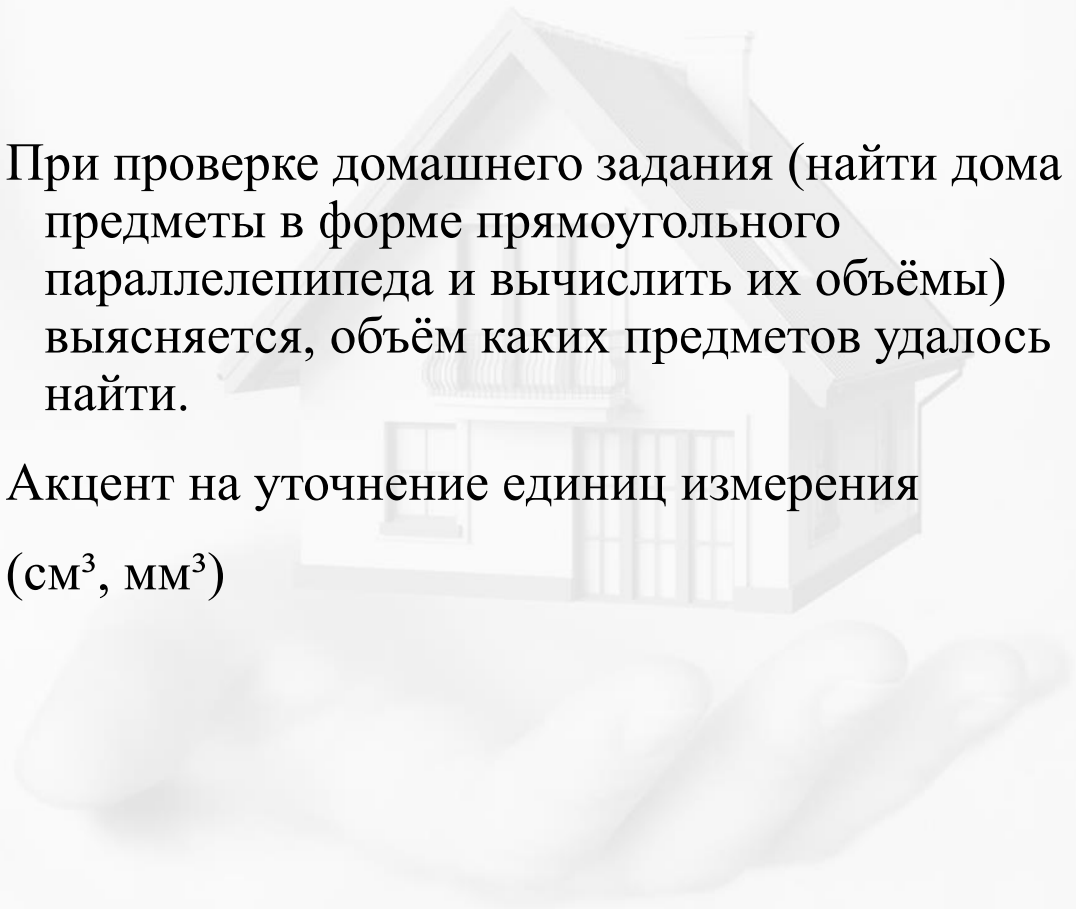 При проверке домашнего задания (найти дома
предметы в форме прямоугольного
параллелепипеда и вычислить их объёмы)
выясняется, объём каких предметов удалось
найти.
Акцент на уточнение единиц измерения
(см³, мм³)